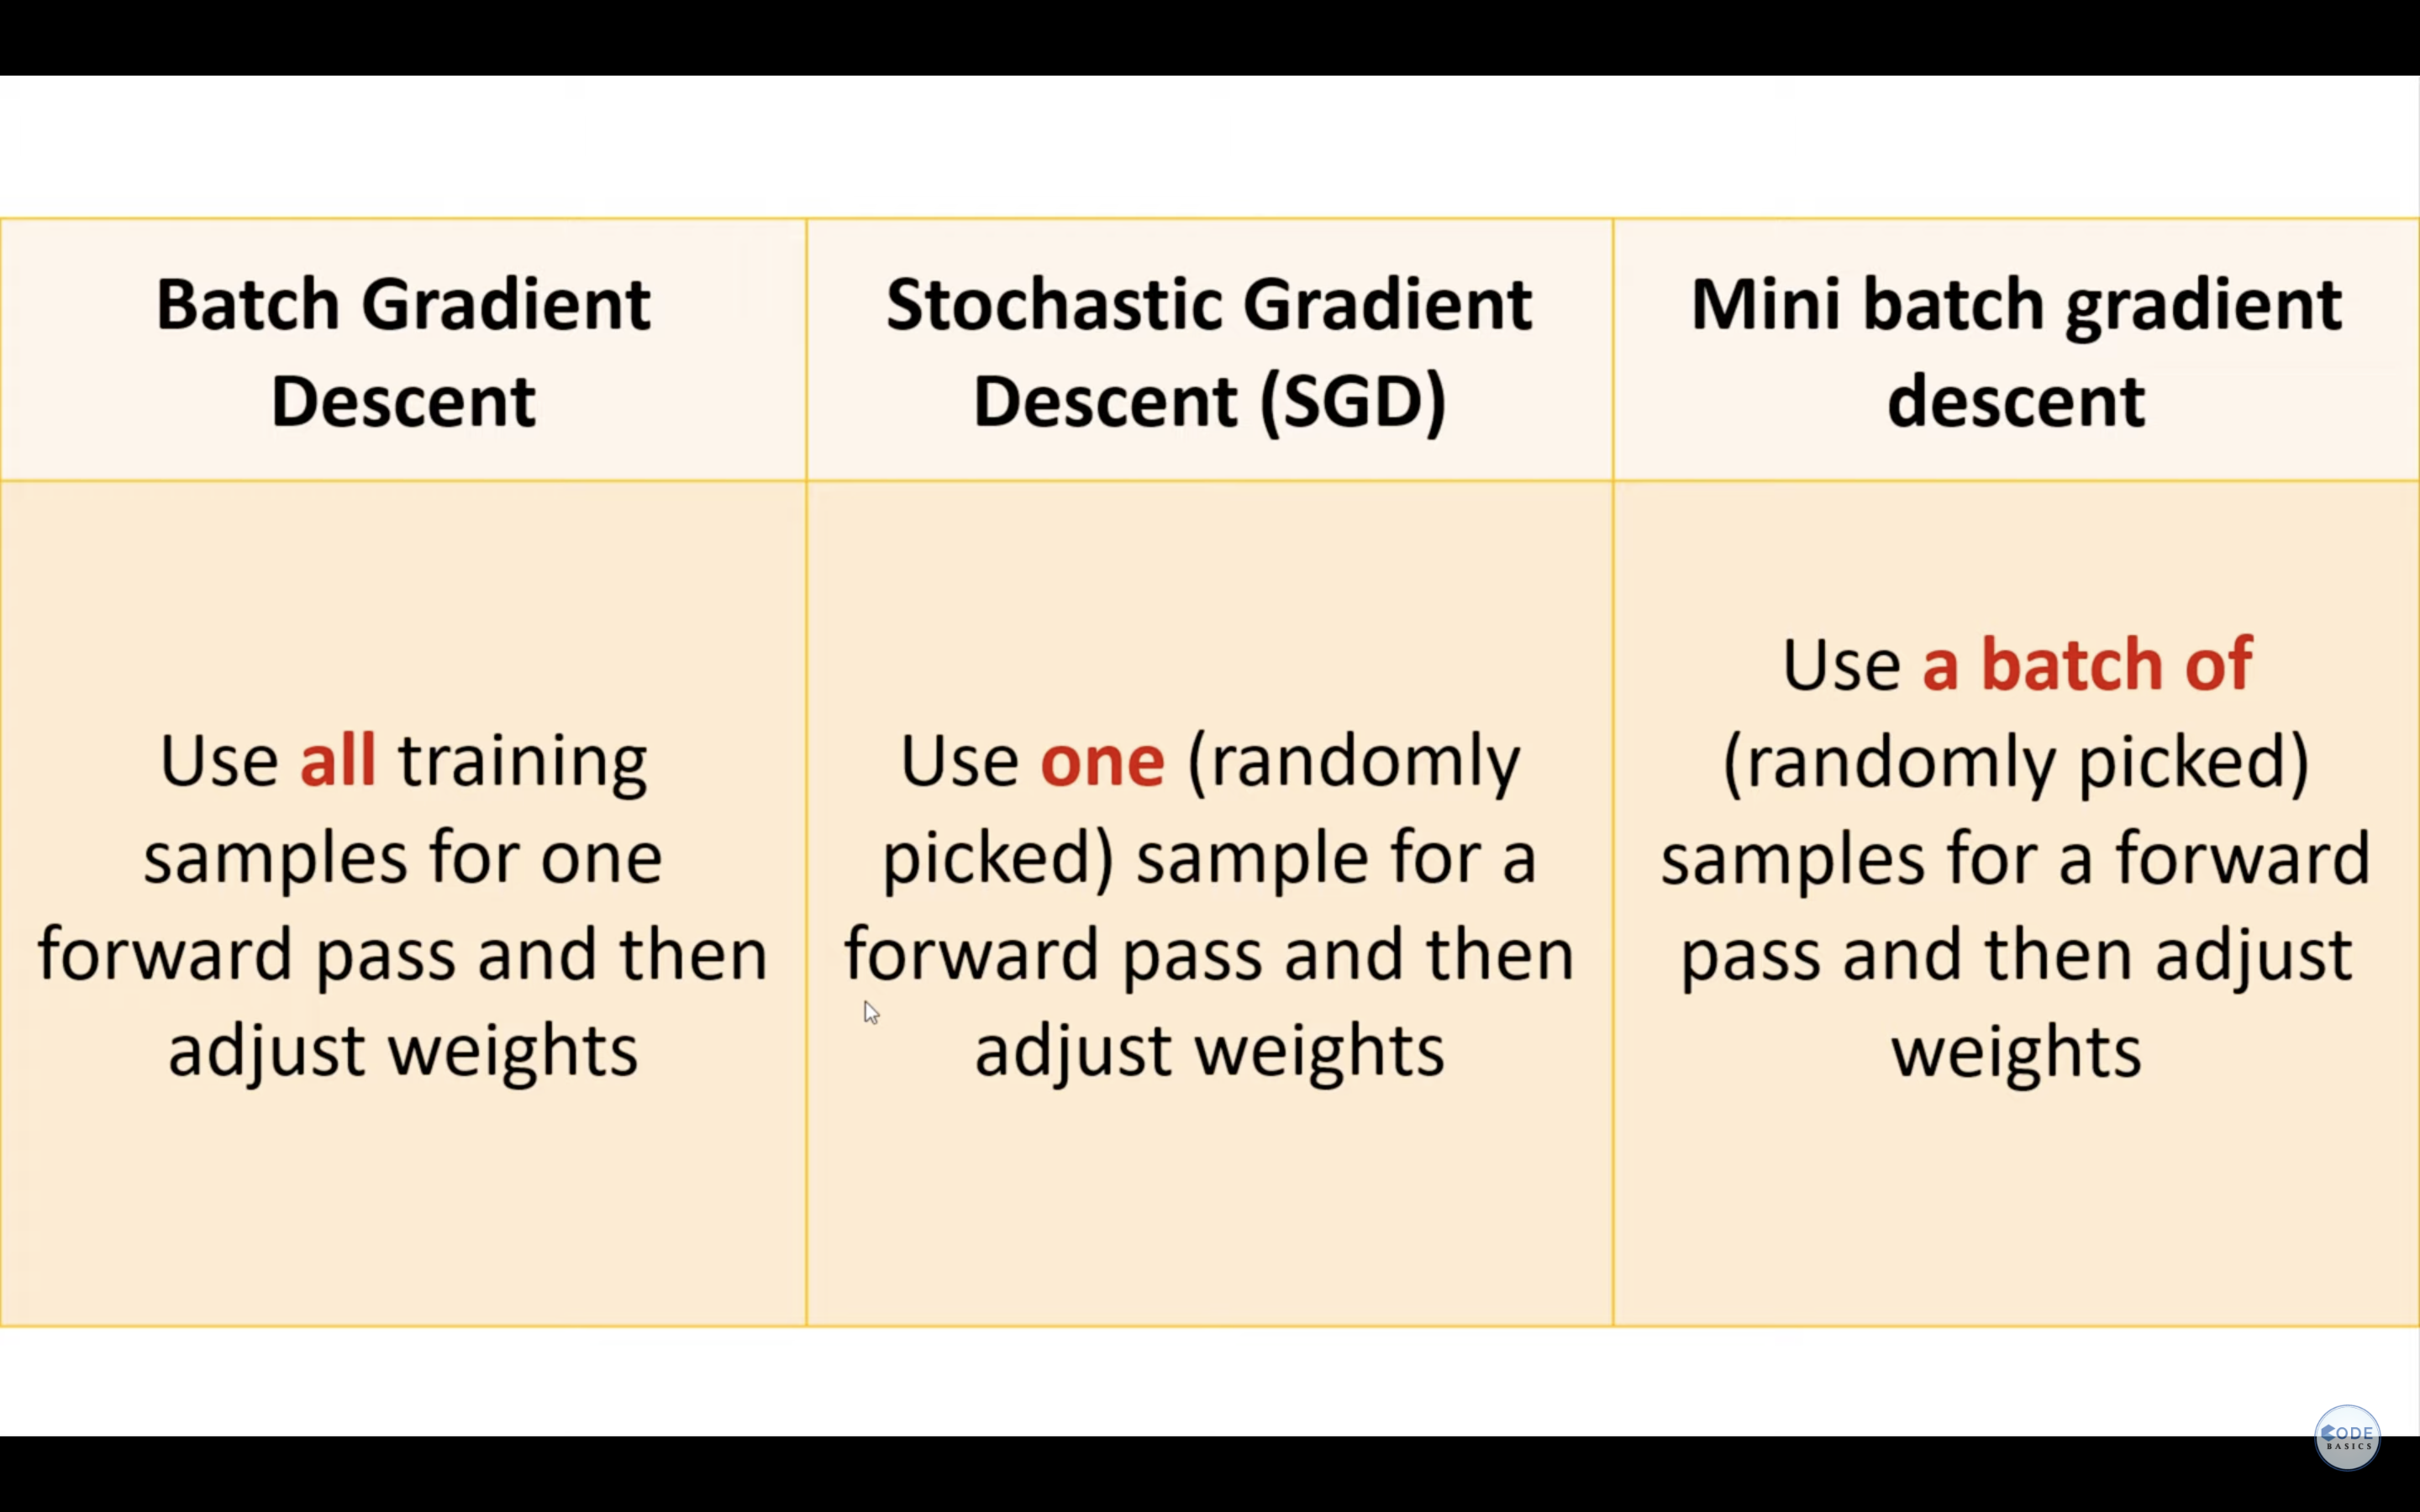 Batch Gradient
Descent
Stochastic Gradient
Descent (SGD)
Mini batch gradient
descent
Use all training
samples for one
forward pass and then
adjust weights
Use one (randomly
picked) sample for a
forward pass and then
adjust weights
Use a batch of
(randomly picked)
samples for a forward
pass and then adjust
weights
CODE
BASICS